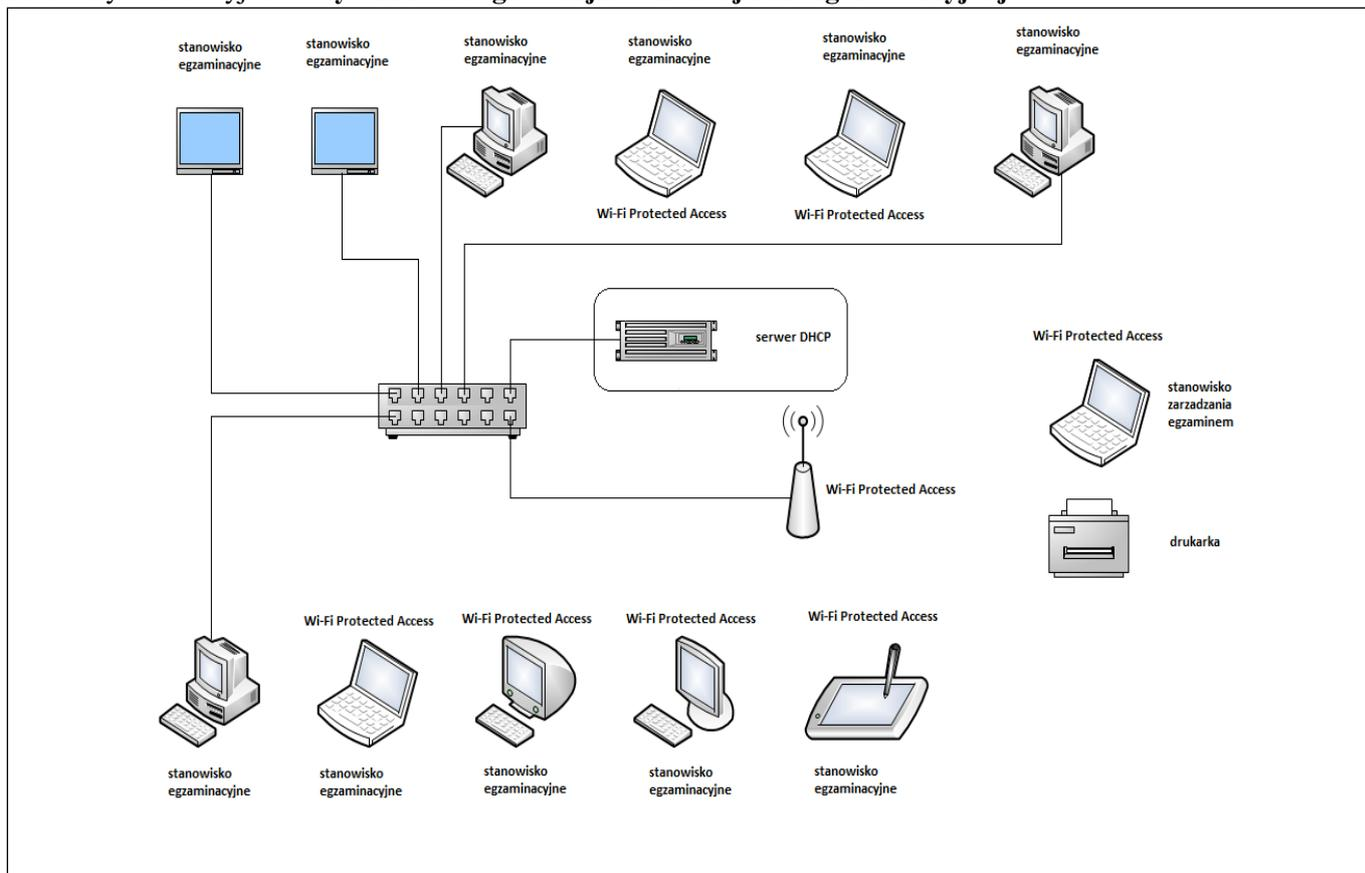 stanowisko
egzaminacyjne
stanowisko
egzaminacyjne
stanowisko
egzaminacyjne
stanowisko
egzaminacyjne
stanowisko
egzaminacyjne
stanowisko
egzaminacyjne
Wi-Fi Protected Access
Wi-Fi Protected Access
serwer DHCP
Wi-Fi Protected Access
stanowisko
zarzadzania
egzaminem
Wi-Fi Protected Access
drukarka
Wi-Fi Protected Access
Wi-Fi Protected Access
Wi-Fi Protected Access
Wi-Fi Protected Access
stanowisko
egzaminacyjne
stanowisko
egzaminacyjne
stanowisko
egzaminacyjne
stanowisko
egzaminacyjne
stanowisko
egzaminacyjne